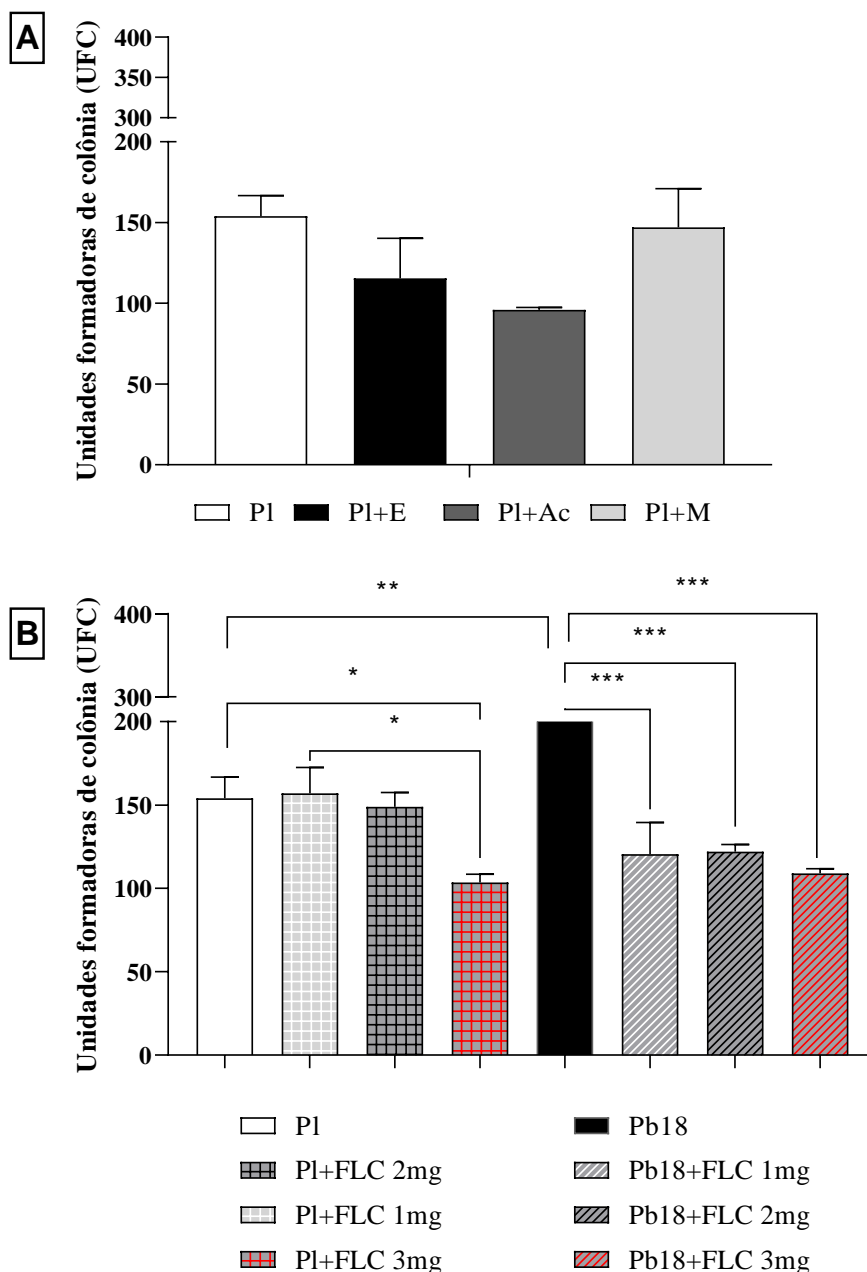 A
Unidades formadoras de colônia (UFC)
400
350
300
200
150
100
50
0
Pl Pl+E Pl+Ac Pl+M
B
Unidades formadoras de colônia (UFC)
400
300
200
150
100
50
0
**
***
***
*
***
*
Pl Pb18
Pl+FLC 2mg Pb18+FLC 1mg
Pl+FLC 1mg Pb18+FLC 2mg
Pl+FLC 3mg Pb18+FLC 3mg